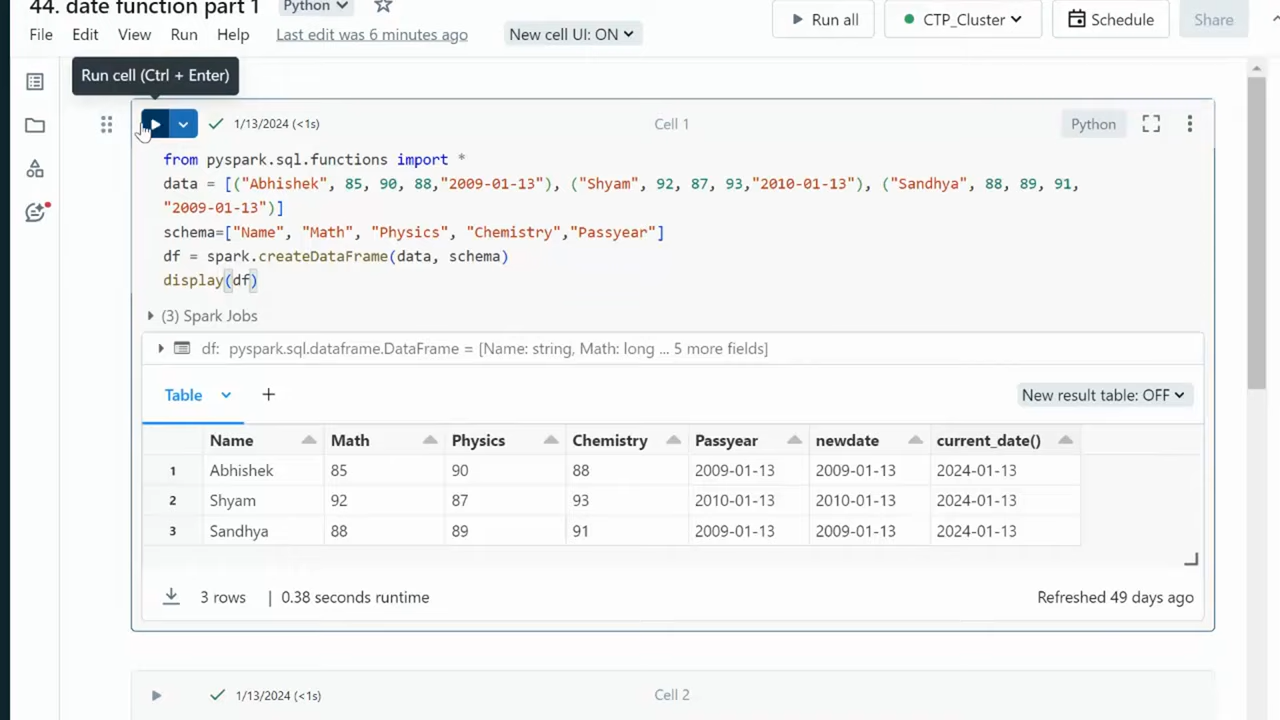 44. date function part 1 Python
Run all CTP_Cluster Schedule Share
File Edit View Run Help Last edit was 6 minutes ago New cell UI: ON
Run cell (Ctrl + Enter)
1/13/2024 (<1s) Cell 1 Python
from pyspark.sql.functions import *
data = [("Abhishek", 85, 90, 88,"2009-01-13"), ("Shyam", 92, 87, 93,"2010-01-13"), ("Sandhya", 88, 89, 91,
"2009-01-13")]
schema=["Name", "Math", "Physics", "Chemistry","Passyear"]
df = spark.createDataFrame(data, schema)
display(df)
(3) Spark Jobs
df: pyspark.sql.dataframe.DataFrame = [Name: string, Math: long ... 5 more fields]
Table + New result table: OFF
Name Math Physics Chemistry Passyear newdate current_date()
1 Abhishek 85 90 88 2009-01-13 2009-01-13 2024-01-13
2 Shyam 92 87 93 2010-01-13 2010-01-13 2024-01-13
3 Sandhya 88 89 91 2009-01-13 2009-01-13 2024-01-13
3 rows | 0.38 seconds runtime Refreshed 49 days ago
1/13/2024 (<1s) Cell 2